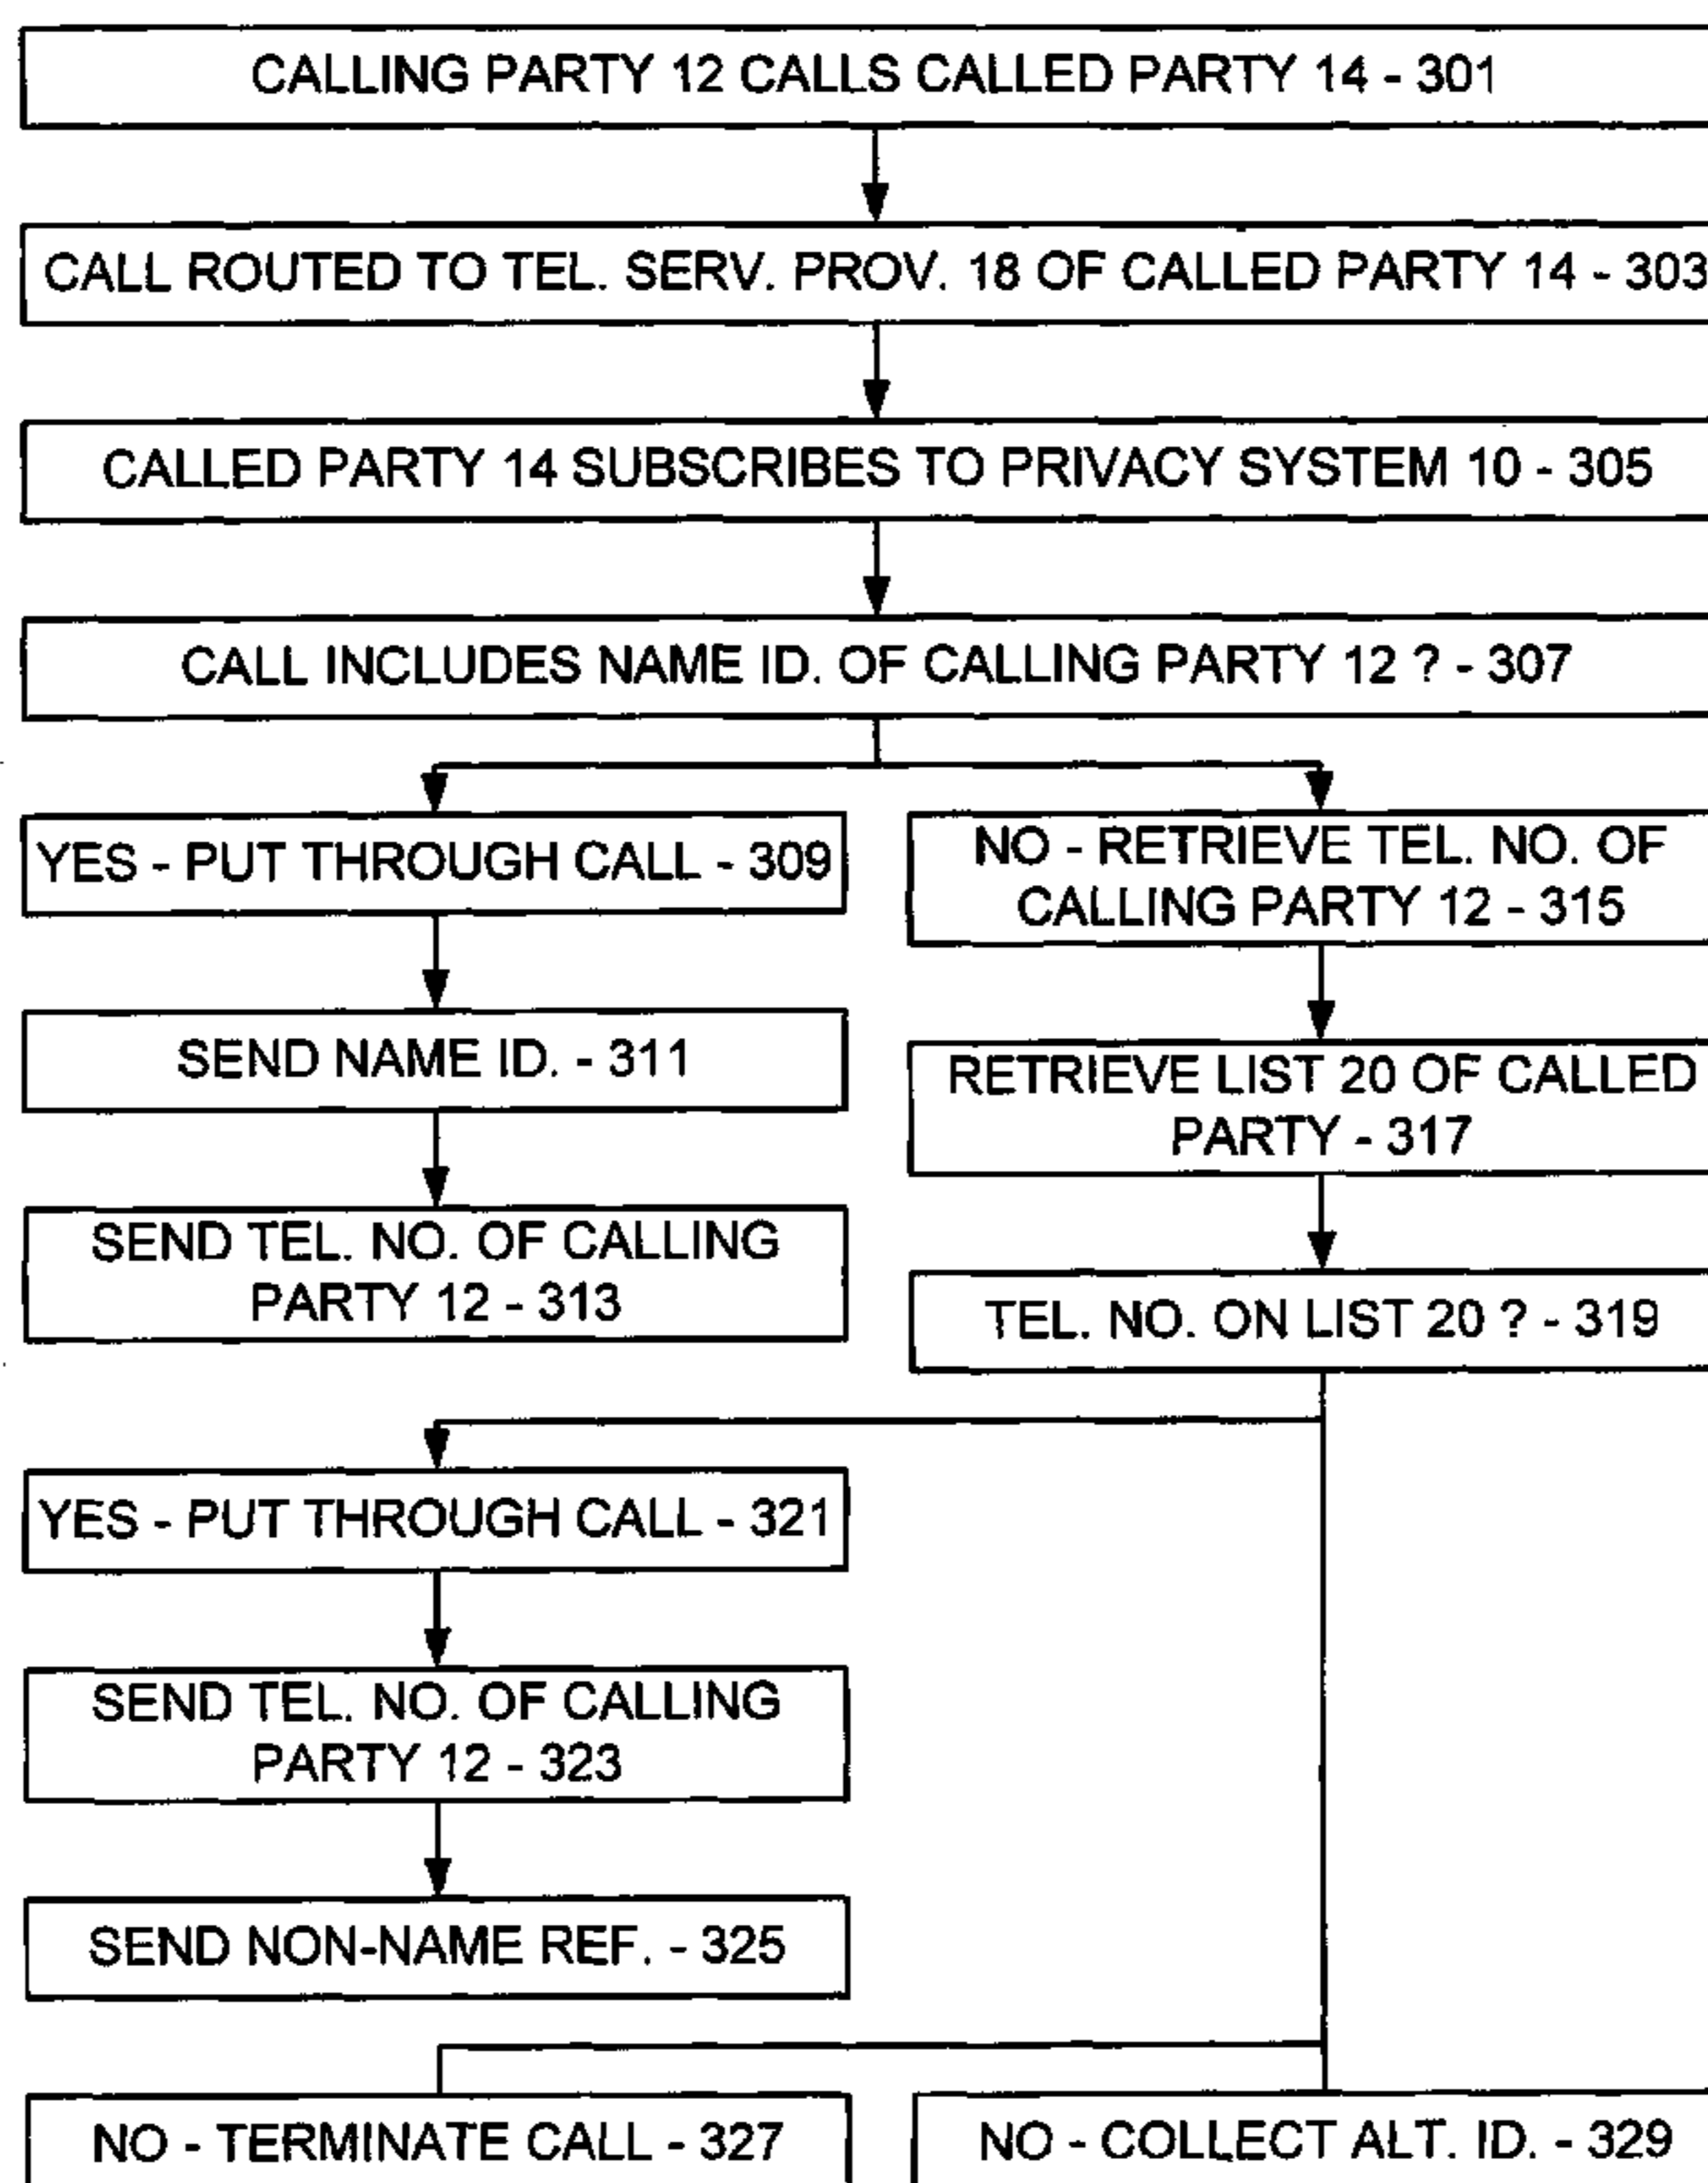 CALLING PARTY 12 CALLS CALLED PARTY 14 - 301
CALL ROUTED TO TEL. SERV. PROV. 18 OF CALLED PARTY 14 - 303
CALLED PARTY 14 SUBSCRIBES TO PRIVACY SYSTEM 10 - 305
CALL INCLUDES NAME ID. OF CALLING PARTY 12 ? - 307
YES - PUT THROUGH CALL - 309
SEND NAME ID. - 311
SEND TEL. NO. OF CALLING
PARTY 12 - 313
NO - RETRIEVE TEL. NO. OF
CALLING PARTY 12 - 315
RETRIEVE LIST 20 OF CALLED
PARTY - 317
TEL. NO. ON LIST 20 ? - 319
YES - PUT THROUGH CALL - 321
SEND TEL. NO. OF CALLING
PARTY 12 - 323
SEND NON-NAME REF. - 325
NO - TERMINATE CALL - 327
NO - COLLECT ALT. ID. - 329